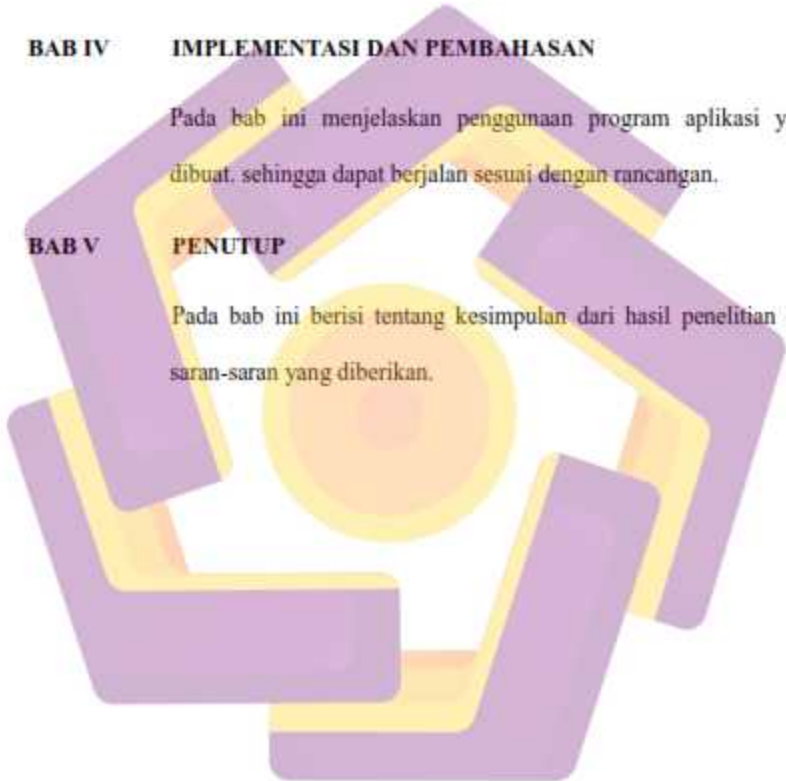 BAB IV IMPLEMENTASI DAN PEMBAHASAN
Pada bab ini menjelaskan penggunaan program aplikasi y
dibuat. sehingga dapat berjalan sesuai dengan rancangan.
BAB V PENUTUP
Pada bab ini berisi tentang kesimpulan dari hasil penelitian
saran-saran yang diberikan.